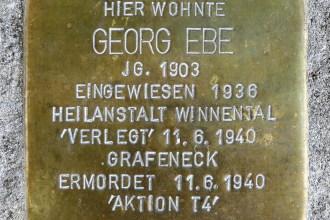 HIER WOHNTE
GEORG EBE
JG. 1903
EINGEWIESEN 1936
HEILANSTALT WINNENTAL
'VERLEGT' 11.6.1940
GRAFENECK
ERMORDET 11.6.1940
'AKTION T4'